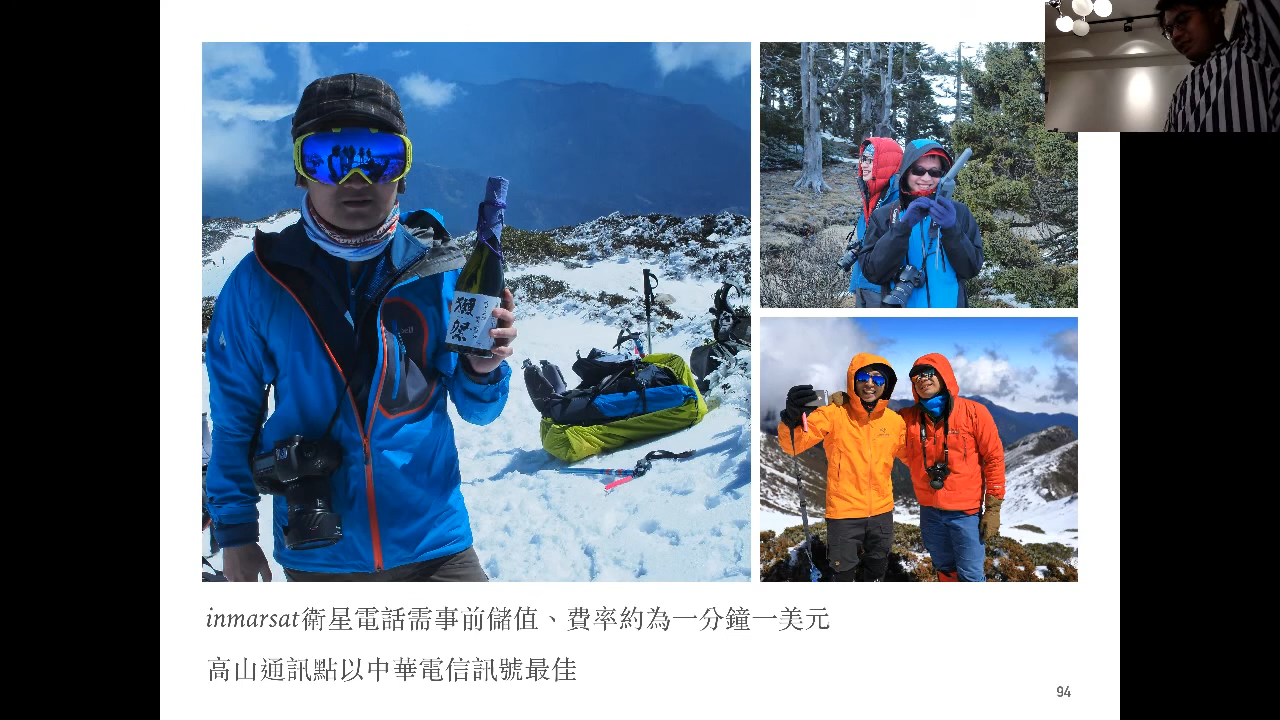 獺祭
inmarsat衛星電話需事前儲值、費率約為一分鐘一美元
高山通訊點以中華電信訊號最佳
94